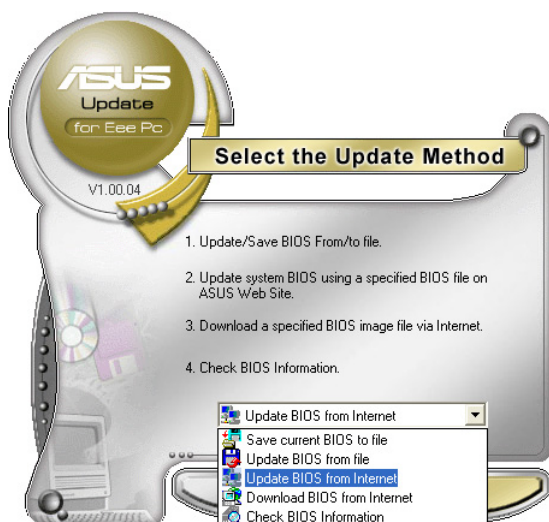 ASUS
Update
for Eee Pc
V1.00.04
Select the Update Method
1. Update/Save BIOS From/to file.
2. Update system BIOS using a specified BIOS file on
ASUS Web Site.
3. Download a specified BIOS image file via Internet.
4. Check BIOS Information.
Update BIOS from Internet
Save current BIOS to file
Update BIOS from file
Update BIOS from Internet
Download BIOS from Internet
Check BIOS Information